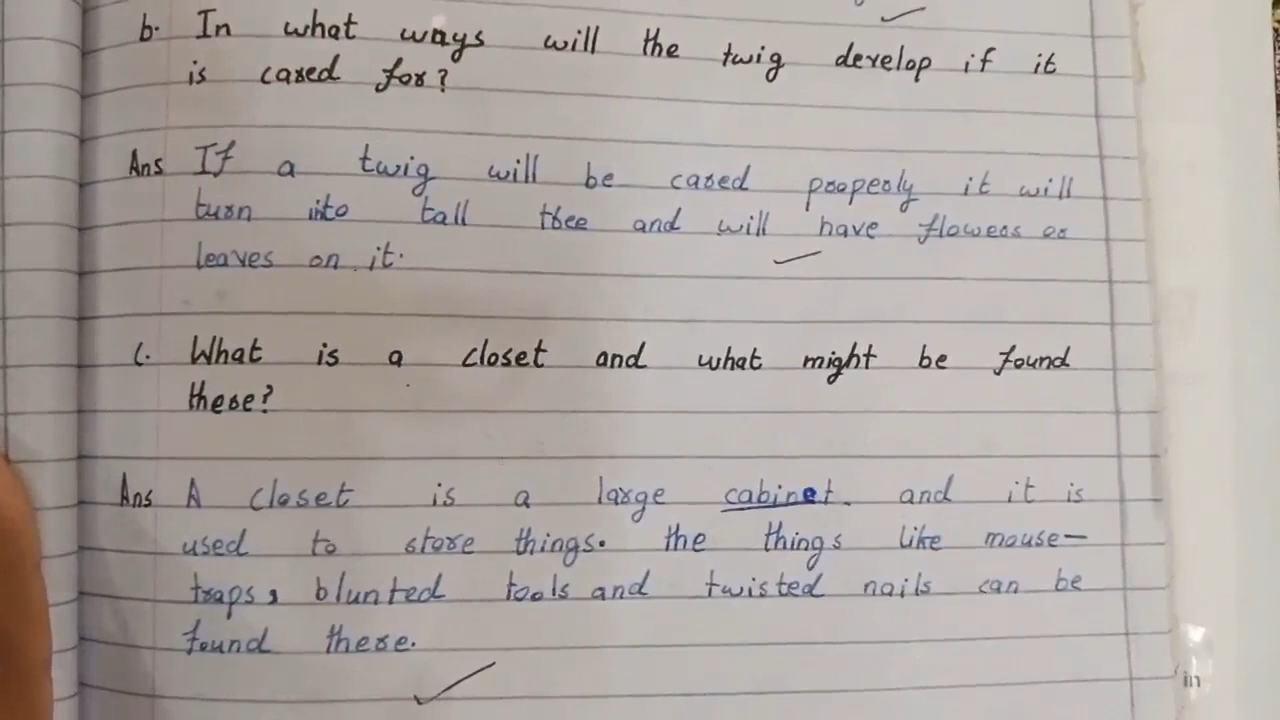 b. In what ways will the twig develop if it
is cared for?
Ans If a twig will be cared properly it will
turn into tall tree and will have flowers or
leaves on it.
c. What is a closet and what might be found
there?
Ans A closet is a large cabinet. and it is
used to store things. the things like mouse-
traps, blunted tools and twisted nails can be
found there.
in